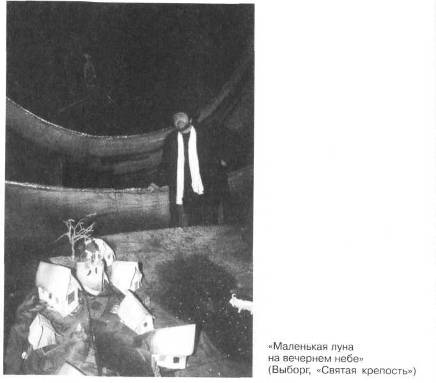 «Маленькая луна
на вечернем небе»
(Выборг, «Святая крепость»)